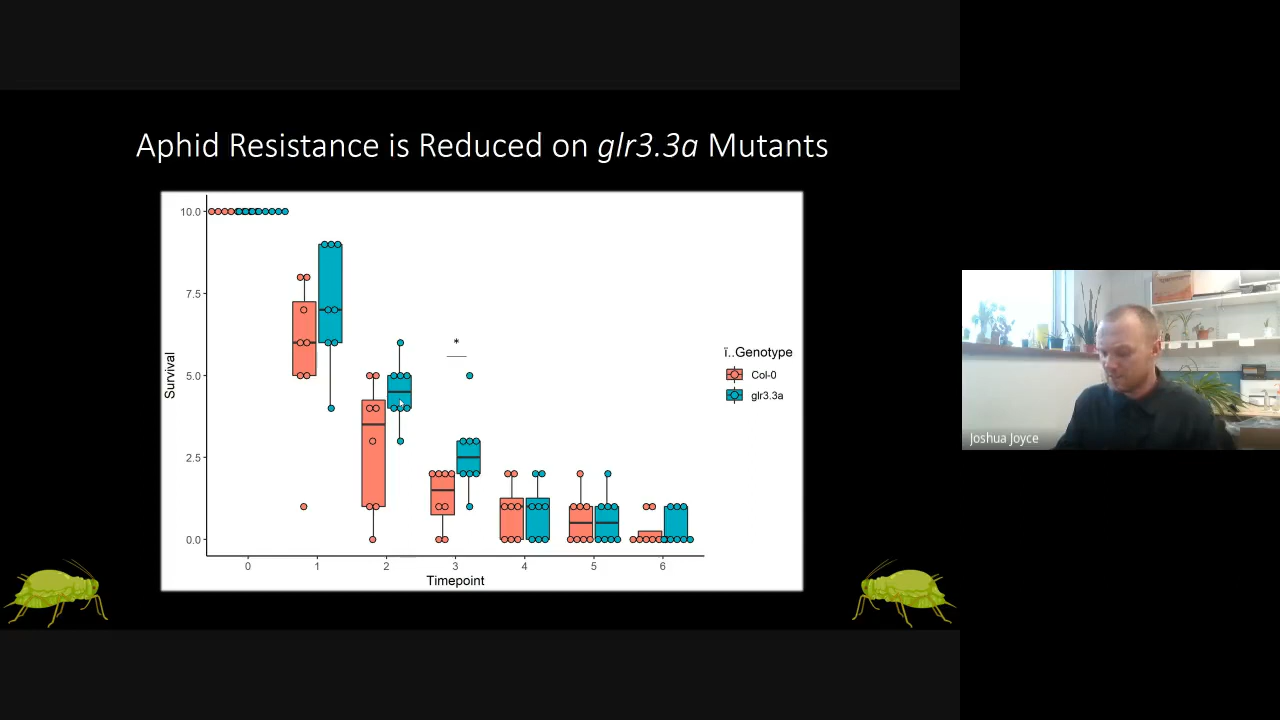 Aphid Resistance is Reduced on glr3.3a Mutants
10.0
7.5
5.0
2.5
0.0
Survival
*
0 1 2 3 4 5 6
Timepoint
ï..Genotype
Col-0
glr3.3a
Joshua Joyce